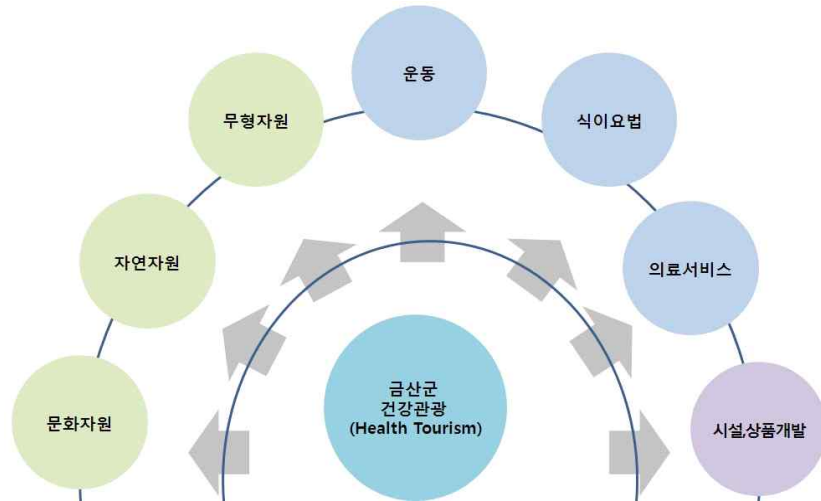 운동
무형자원
식이요법
자연자원
의료서비스
금산군
건강관광
(Health Tourism)
문화자원
시설,상품개발